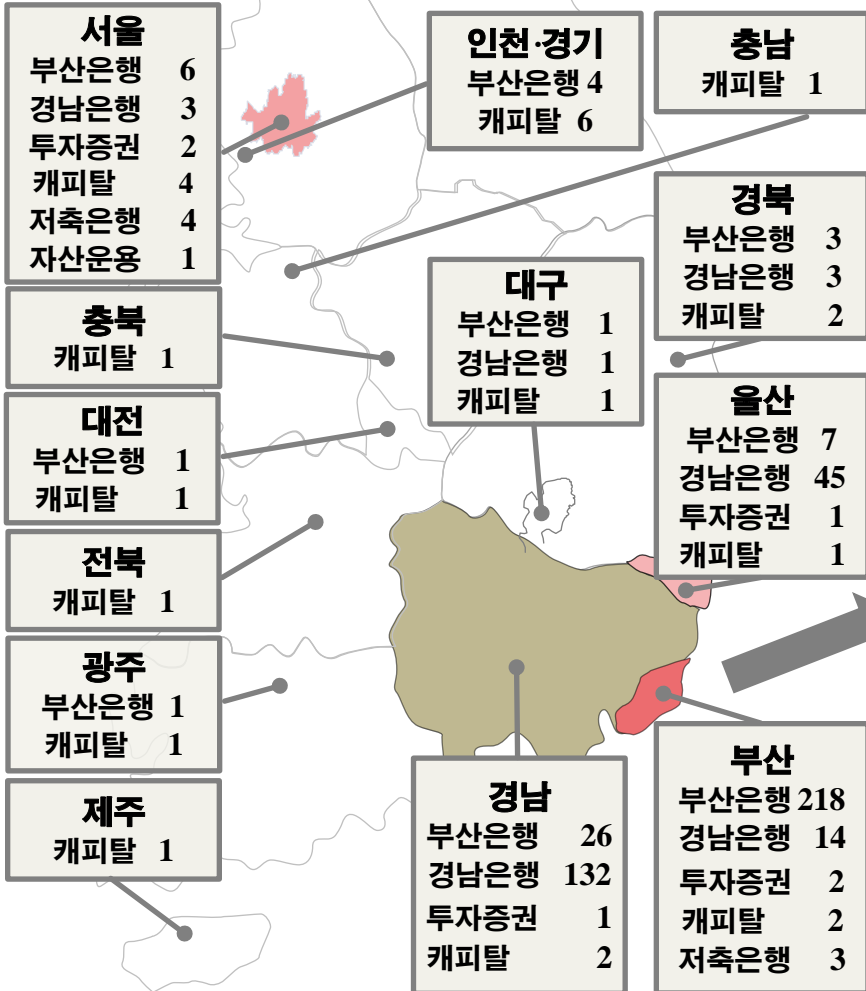 서울
부산은행 6
경남은행 3
투자증권 2
캐피탈 4
저축은행 4
자산운용 1
인천·경기
부산은행 4
캐피탈 6
충남
캐피탈 1
경북
부산은행 3
경남은행 3
캐피탈 2
충북
캐피탈 1
대구
부산은행 1
경남은행 1
캐피탈 1
대전
부산은행 1
캐피탈 1
울산
부산은행 7
경남은행 45
투자증권 1
캐피탈 1
전북
캐피탈 1
광주
부산은행 1
캐피탈 1
제주
캐피탈 1
경남
부산은행 26
경남은행 132
투자증권 1
캐피탈 2
부산
부산은행 218
경남은행 14
투자증권 2
캐피탈 2
저축은행 3